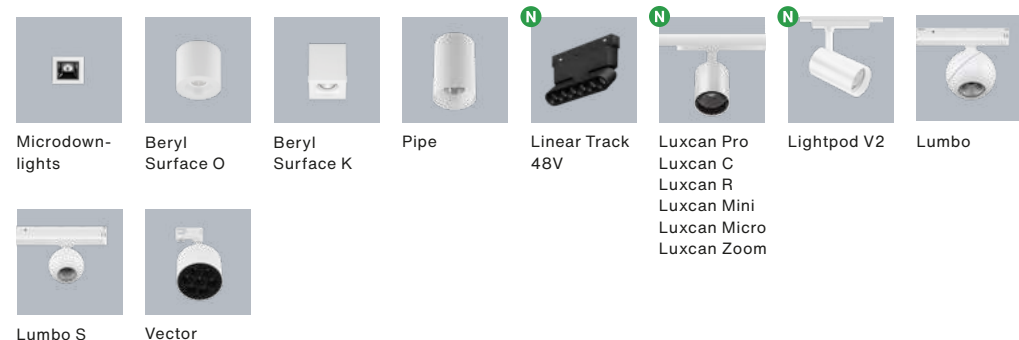 N
N
N
Microdown-
lights
Beryl
Surface O
Beryl
Surface K
Pipe
Linear Track
48V
Luxcan Pro
Luxcan C
Luxcan R
Luxcan Mini
Luxcan Micro
Luxcan Zoom
Lightpod V2
Lumbo
Lumbo S
Vector